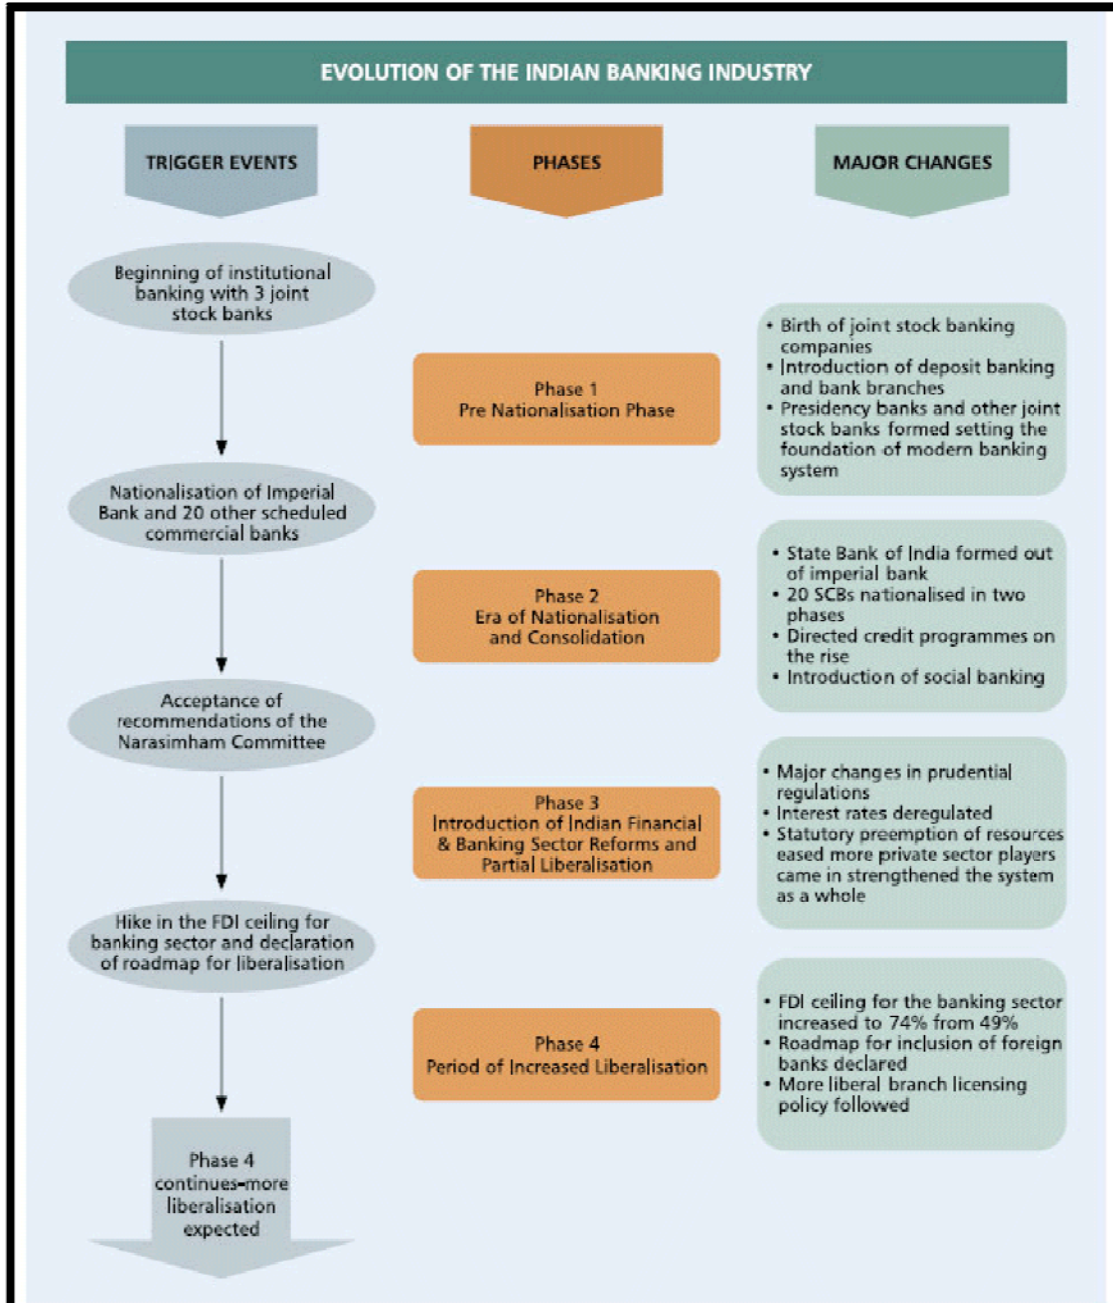 EVOLUTION OF THE INDIAN BANKING INDUSTRY
TRIGGER EVENTS
PHASES
MAJOR CHANGES
Beginning of institutional
banking with 3 joint
stock banks
• Birth of joint stock banking
companies
• Introduction of deposit banking
and bank branches
• Presidency banks and other joint
stock banks formed setting the
foundation of modern banking
system
Phase 1
Pre Nationalisation Phase
Nationalisation of Imperial
Bank and 20 other scheduled
commercial banks
• State Bank of India formed out
of imperial bank
• 20 SCBs nationalised in two
phases
• Directed credit programmes on
the rise
• Introduction of social banking
Phase 2
Era of Nationalisation
and Consolidation
Acceptance of
recommendations of the
Narasimham Committee
• Major changes in prudential
regulations
• Interest rates deregulated
• Statutory preemption of resources
eased more private sector players
came in strengthened the system
as a whole
Phase 3
Introduction of Indian Financial
& Banking Sector Reforms and
Partial Liberalisation
Hike in the FDI ceiling for
banking sector and declaration
of roadmap for liberalisation
• FDI ceiling for the banking sector
increased to 74% from 49%
• Roadmap for inclusion of foreign
banks declared
• More liberal branch licensing
policy followed
Phase 4
Period of Increased Liberalisation
Phase 4
continues-more
liberalisation
expected